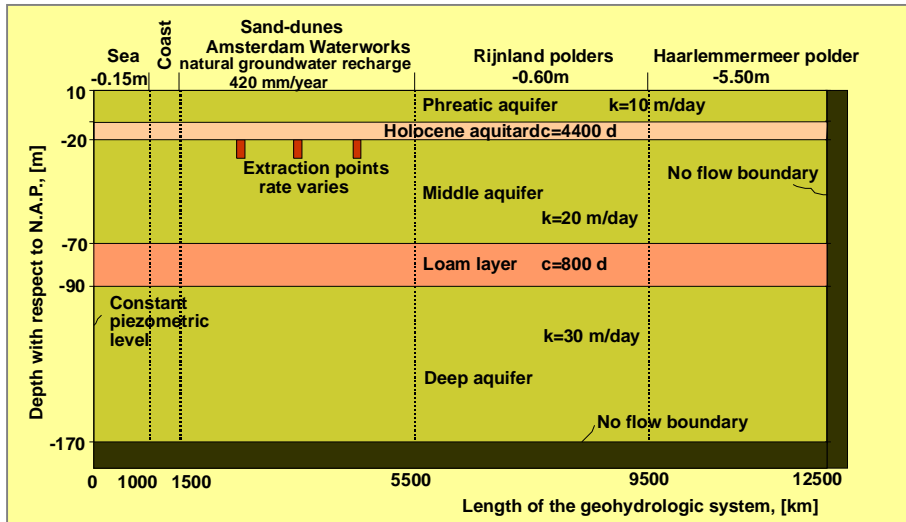 Sea
-0.15m
Coast
Sand-dunes
Amsterdam Waterworks
natural groundwater recharge
420 mm/year
Rijnland polders
-0.60m
Haarlemmermeer polder
-5.50m
10
Phreatic aquifer k=10 m/day
Holocene aquitardc=4400 d
-20
Extraction points
rate varies
No flow boundary
Middle aquifer
k=20 m/day
-70
Loam layer c=800 d
-90
Constant
piezometric
level
k=30 m/day
Deep aquifer
No flow boundary
-170
Depth with respect to N.A.P., [m]
0 1000 1500 5500 9500 12500
Length of the geohydrologic system, [km]